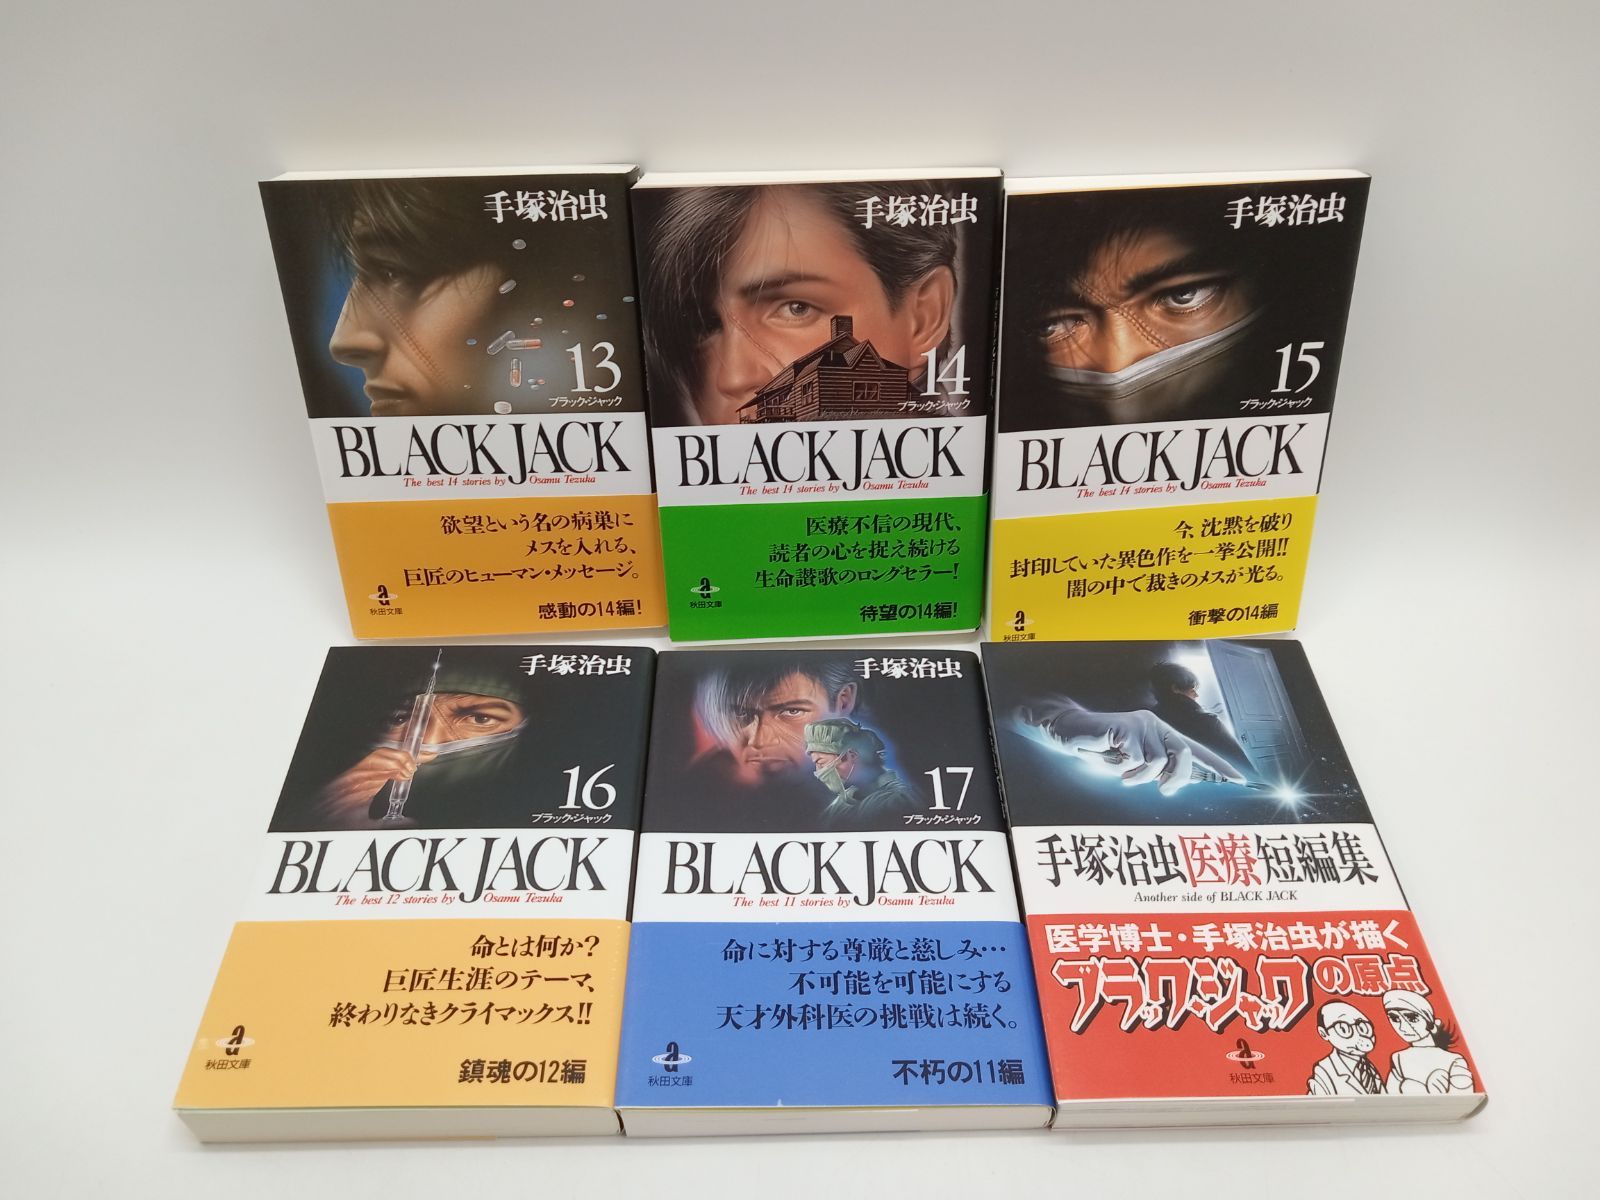 手塚治虫
13
ブラック・ジャック
BLACK JACK
The best 14 stories by Osamu Tezuka
欲望という名の病巣に
メスを入れる、
巨匠のヒューマン・メッセージ。
a
秋田文庫
感動の14編!
手塚治虫
14
ブラック・ジャック
BLACK JACK
The best 14 stories by Osamu Tezuka
医療不信の現代、
読者の心を捉え続ける
生命讃歌のロングセラー!
a
秋田文庫
待望の14編!
手塚治虫
15
ブラック・ジャック
BLACK JACK
The best 14 stories by Osamu Tezuka
今、沈黙を破り
封印していた異色作を一挙公開!!
闇の中で裁きのメスが光る。
a
秋田文庫
衝撃の14編
手塚治虫
16
ブラック・ジャック
BLACK JACK
The best 12 stories by Osamu Tezuka
命とは何か?
巨匠生涯のテーマ、
終わりなきクライマックス!!
a
秋田文庫
鎮魂の12編
手塚治虫
17
ブラック・ジャック
BLACK JACK
The best 11 stories by Osamu Tezuka
命に対する尊厳と慈しみ…
不可能を可能にする
天才外科医の挑戦は続く。
a
秋田文庫
不朽の11編
手塚治虫医療短編集
Another side of BLACK JACK
医学博士・手塚治虫が描く
ブラック・ジャックの原点
a
秋田文庫